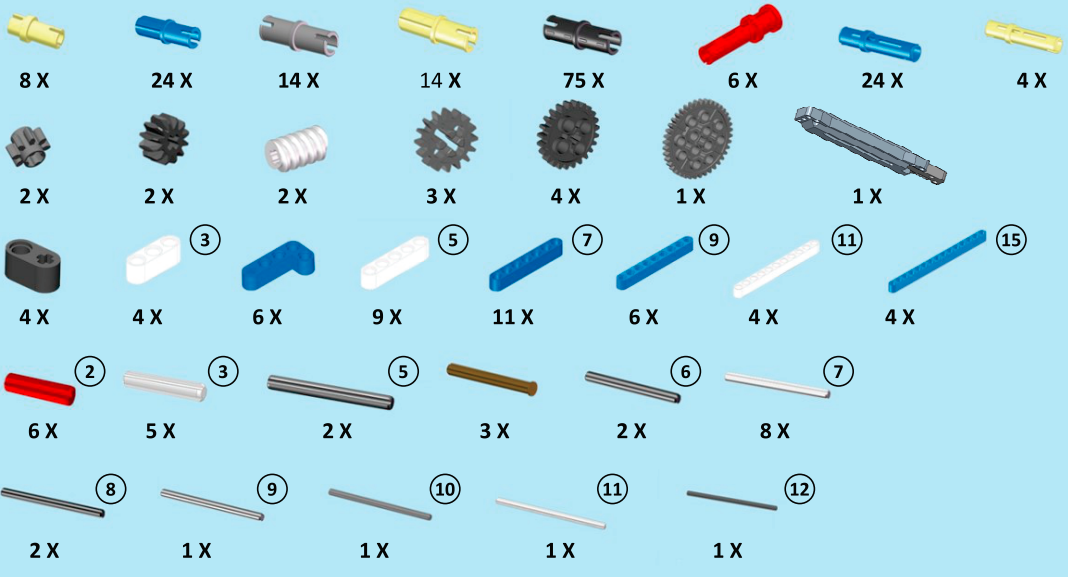 8 X 24 X 14 X 14 X 75 X 6 X 24 X 4 X
2 X 2 X 2 X 3 X 4 X 1 X 1 X
3 5 7 9 11 15
4 X 4 X 6 X 9 X 11 X 6 X 4 X 4 X
2 3 5 6 7
6 X 5 X 2 X 3 X 2 X 8 X
8 9 10 11 12
2 X 1 X 1 X 1 X 1 X